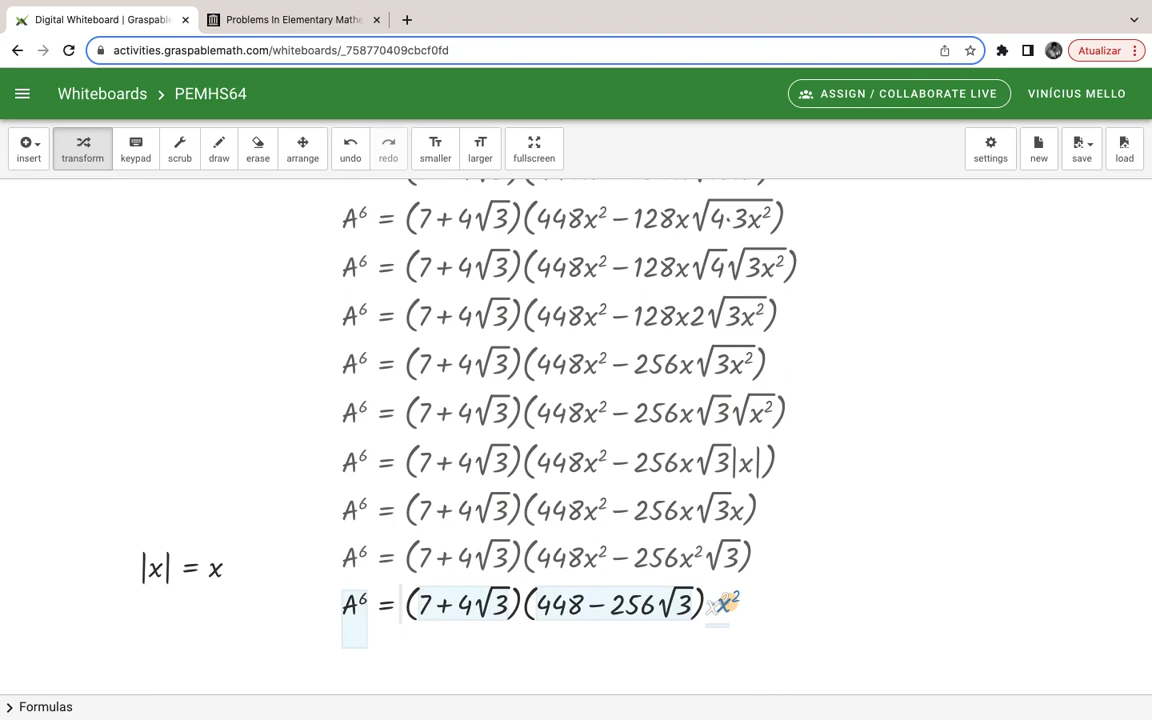 Digital Whiteboard | Graspable
Problems In Elementary Mathe
activities.graspablemath.com/whiteboards/_758770409cbcf0fd
Atualizar
Whiteboards > PEMHS64
ASSIGN / COLLABORATE LIVE
VINÍCIUS MELLO
insert transform keypad scrub draw erase arrange undo redo smaller larger fullscreen settings new save load
A⁶ = (7 + 4√3)(448x² − 128x√(4·3x²))
A⁶ = (7 + 4√3)(448x² − 128x√4√(3x²))
A⁶ = (7 + 4√3)(448x² − 128x2√(3x²))
A⁶ = (7 + 4√3)(448x² − 256x√(3x²))
A⁶ = (7 + 4√3)(448x² − 256x√3√(x²))
A⁶ = (7 + 4√3)(448x² − 256x√3|x|)
A⁶ = (7 + 4√3)(448x² − 256x√3x)
A⁶ = (7 + 4√3)(448x² − 256x²√3)
|x| = x
A⁶ = (7 + 4√3)(448 − 256√3)x²
Formulas